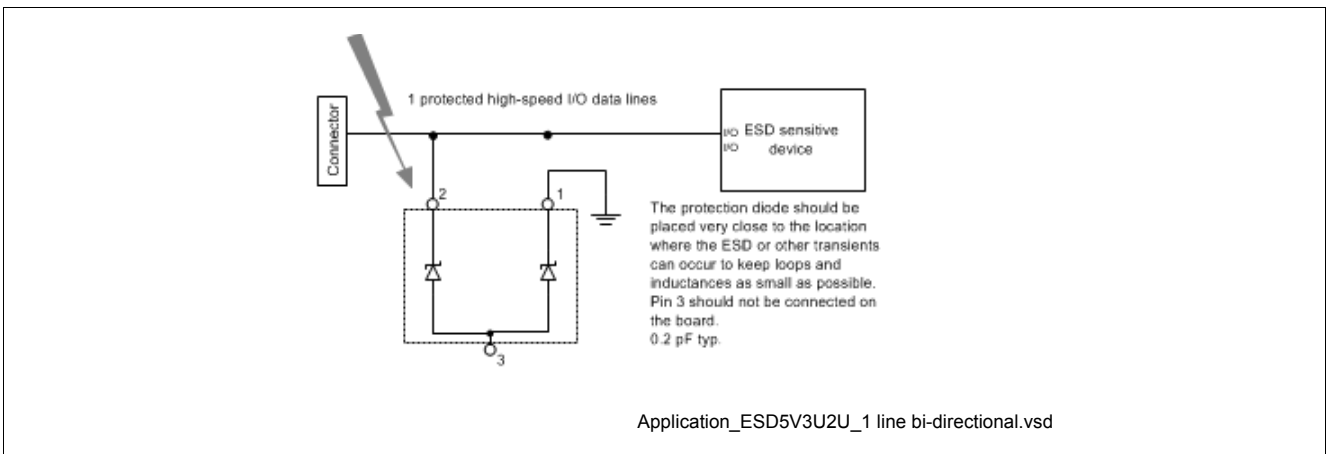 1 protected high-speed I/O data lines
Connector
I/O ESD sensitive
I/O device
2
1
The protection diode should be
placed very close to the location
where the ESD or other transients
can occur to keep loops and
inductances as small as possible.
Pin 3 should not be connected on
the board.
0.2 pF typ.
3
Application_ESD5V3U2U_1 line bi-directional.vsd